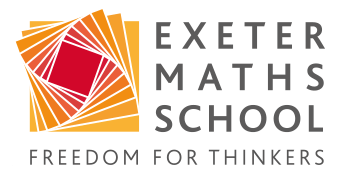 EXETER
MATHS
SCHOOL
FREEDOM FOR THINKERS